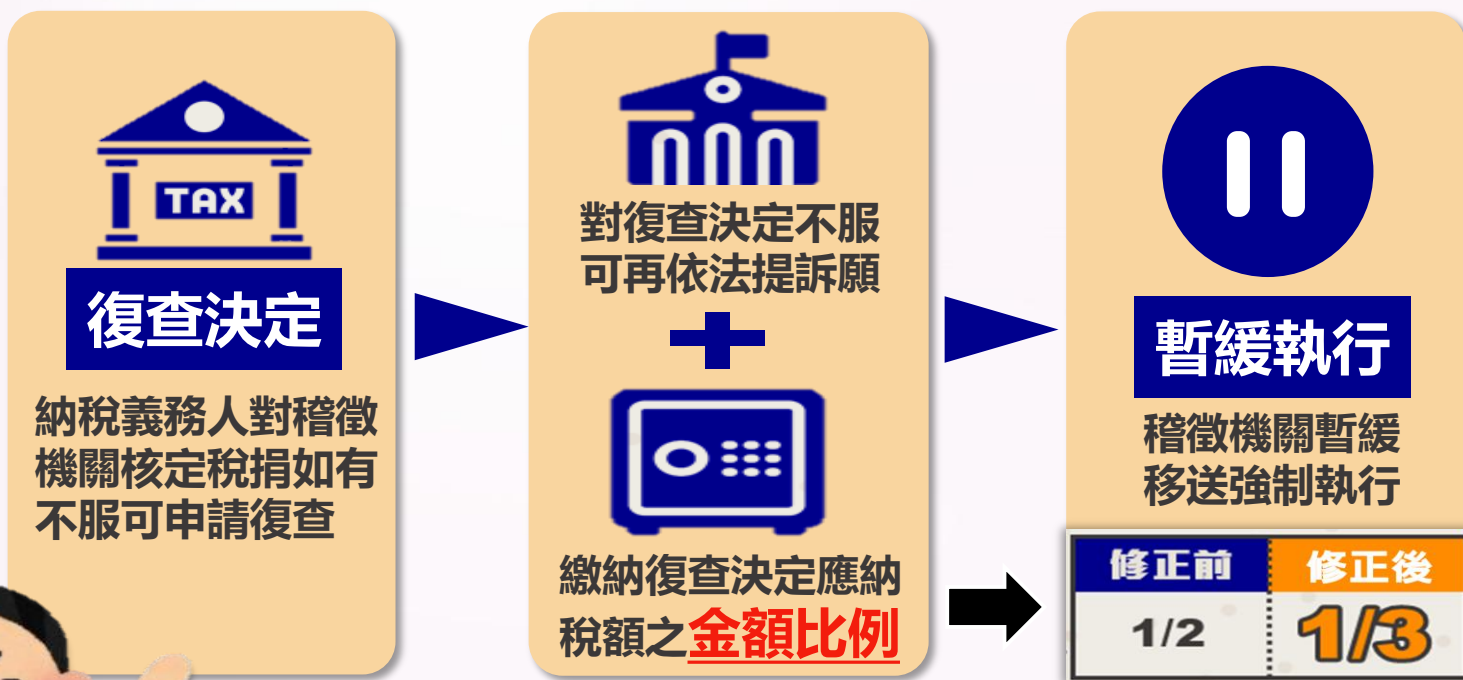 TAX
復查決定
納稅義務人對稽徵
機關核定稅捐如有
不服可申請復查
對復查決定不服
可再依法提訴願
繳納復查決定應納
稅額之金額比例
暫緩執行
稽徵機關暫緩
移送強制執行
修正前 修正後
1/2 1/3